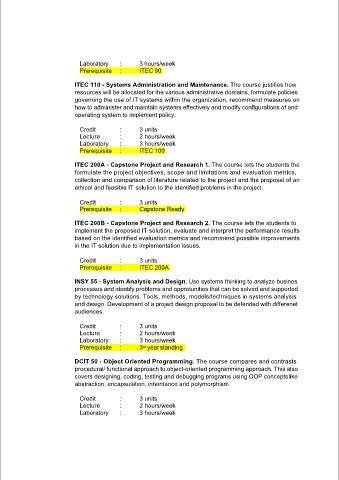 Laboratory : 3 hours/week
Prerequisite : ITEC 90
ITEC 110 - Systems Administration and Maintenance. The course justifies how
resources will be allocated for the various administrative domains, formulate policies
governing the use of IT systems within the organization, recommend measures on
how to administer and maintain systems effectively and modify configurations of and
operating system to implement policy.
Credit : 3 units
Lecture : 2 hours/week
Laboratory : 3 hours/week
Prerequisite : ITEC 100
ITEC 200A - Capstone Project and Research 1. The course lets the students the
formulate the project objectives, scope and limitations and evaluation metrics,
collection and comparison of literature related to the project and the proposal of an
ethical and feasible IT solution to the identified problems in the project.
Credit : 3 units
Prerequisite : Capstone Ready
ITEC 200B - Capstone Project and Research 2. The course lets the students to
implement the proposed IT solution, evaluate and interpret the performance results
based on the identified evaluation metrics and recommend possible improvements
in the IT solution due to implementation issues.
Credit : 3 units
Prerequisite : ITEC 200A
INSY 55 - System Analysis and Design. Use systems thinking to analyze busines
processes and identify problems and opprotunities that can be solved and supported
by technology solutions. Tools, methods, models/techniques in systems analysis
and design. Development of a project design proposal to be defended with differenet
audiences.
Credit : 3 units
Lecture : 2 hours/week
Laboratory : 3 hours/week
Prerequisite : 3rd year standing
DCIT 50 - Object Oriented Programming. The course compares and contrasts
procedural/ functional approach to object-oriented programming approach. This also
covers designing, coding, testing and debugging programs using OOP conceptslike
abstraction, encapsulation, inheritance and polymorphism.
Credit : 3 units
Lecture : 2 hours/week
Laboratory : 3 hours/week